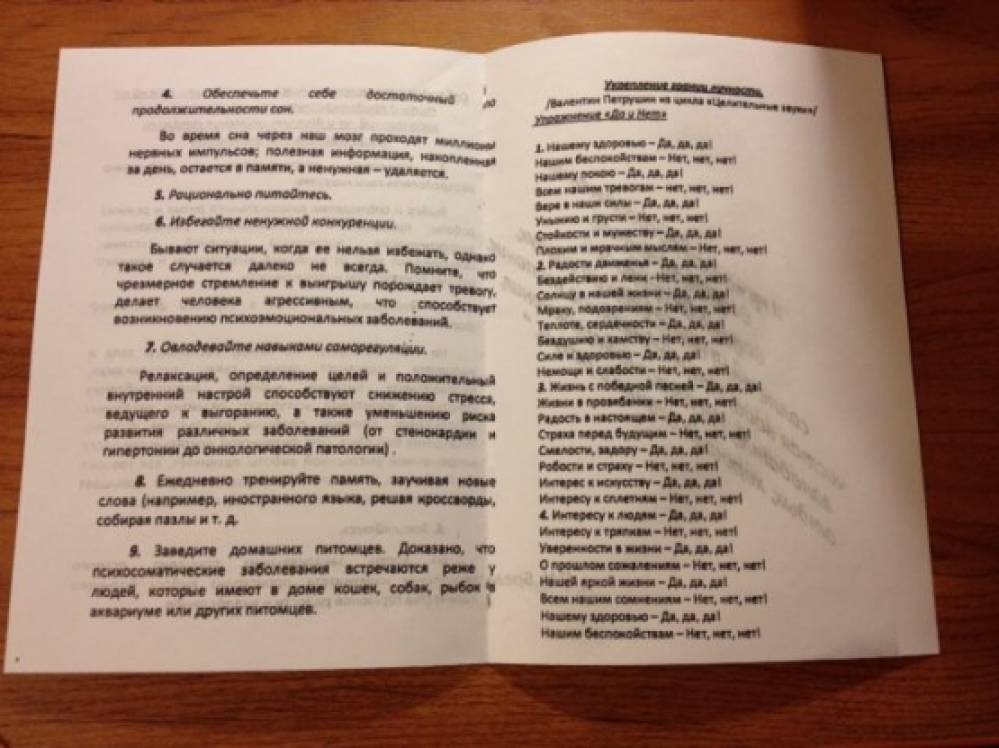 4. Обеспечьте себе достаточный по
продолжительности сон.
Во время сна через наш мозг проходят миллионы
нервных импульсов; полезная информация, накопленная
за день, остается в памяти, а ненужная – удаляется.
5. Рационально питайтесь.
6. Избегайте ненужной конкуренции.
Бывают ситуации, когда ее нельзя избежать, однако
такое случается далеко не всегда. Помните, что
чрезмерное стремление к выигрышу порождает тревогу,
делает человека агрессивным, что способствует
возникновению психоэмоциональных заболеваний.
7. Овладевайте навыками саморегуляции.
Релаксация, определение целей и положительный
внутренний настрой способствуют снижению стресса,
ведущего к выгоранию, а также уменьшению риска
развития различных заболеваний (от стенокардии и
гипертонии до онкологической патологии) .
8. Ежедневно тренируйте память, заучивая новые
слова (например, иностранного языка, решая кроссворды,
собирая пазлы и т. д.
9. Заведите домашних питомцев. Доказано, что
психосоматические заболевания встречаются реже у
людей, которые имеют в доме кошек, собак, рыбок в
аквариуме или других питомцев.
Укрепление границ личности.
/Валентин Петрушин из цикла «Целительные звуки»/
Упражнение «Да и Нет»
1. Нашему здоровью – Да, да, да!
Нашим беспокойствам – Нет, нет, нет!
Нашему покою – Да, да, да!
Всем нашим тревогам – нет, нет, нет!
Вере в наши силы – Да, да, да!
Унынию и грусти – Нет, нет, нет!
Стойкости и мужеству – Да, да, да!
Плохим и мрачным мыслям – Нет, нет, нет!
2. Радости движенья – Да, да, да!
Бездействию и лени -Нет, нет, нет!
Солнцу в нашей жизни – Да, да, да!
Мраку, подозрениям – Нет, нет, нет!
Теплоте, сердечности – Да, да, да!
Бездушию и хамству – Нет, нет, нет!
Силе и здоровью – Да, да, да!
Немощи и слабости – Нет, нет, нет!
3. Жизнь с победной песней – Да, да, да!
Жизни в прозябании – Нет, нет, нет!
Радость в настоящем – Да, да, да!
Страха перед будущим – Нет, нет, нет!
Смелости, задору – Да, да, да!
Робости и страху – Нет, нет, нет!
Интерес к искусству – Да, да, да!
Интересу к сплетням – Нет, нет, нет!
4. Интересу к людям – Да, да, да!
Интересу к тряпкам – Нет, нет, нет!
Уверенности в жизни – Да, да, да!
О прошлом сожалениям – Нет, нет, нет!
Нашей яркой жизни – Да, да, да!
Всем нашим сомнениям – Нет, нет, нет!
Нашему здоровью – Да, да, да!
Нашим беспокойствам – Нет, нет, нет!